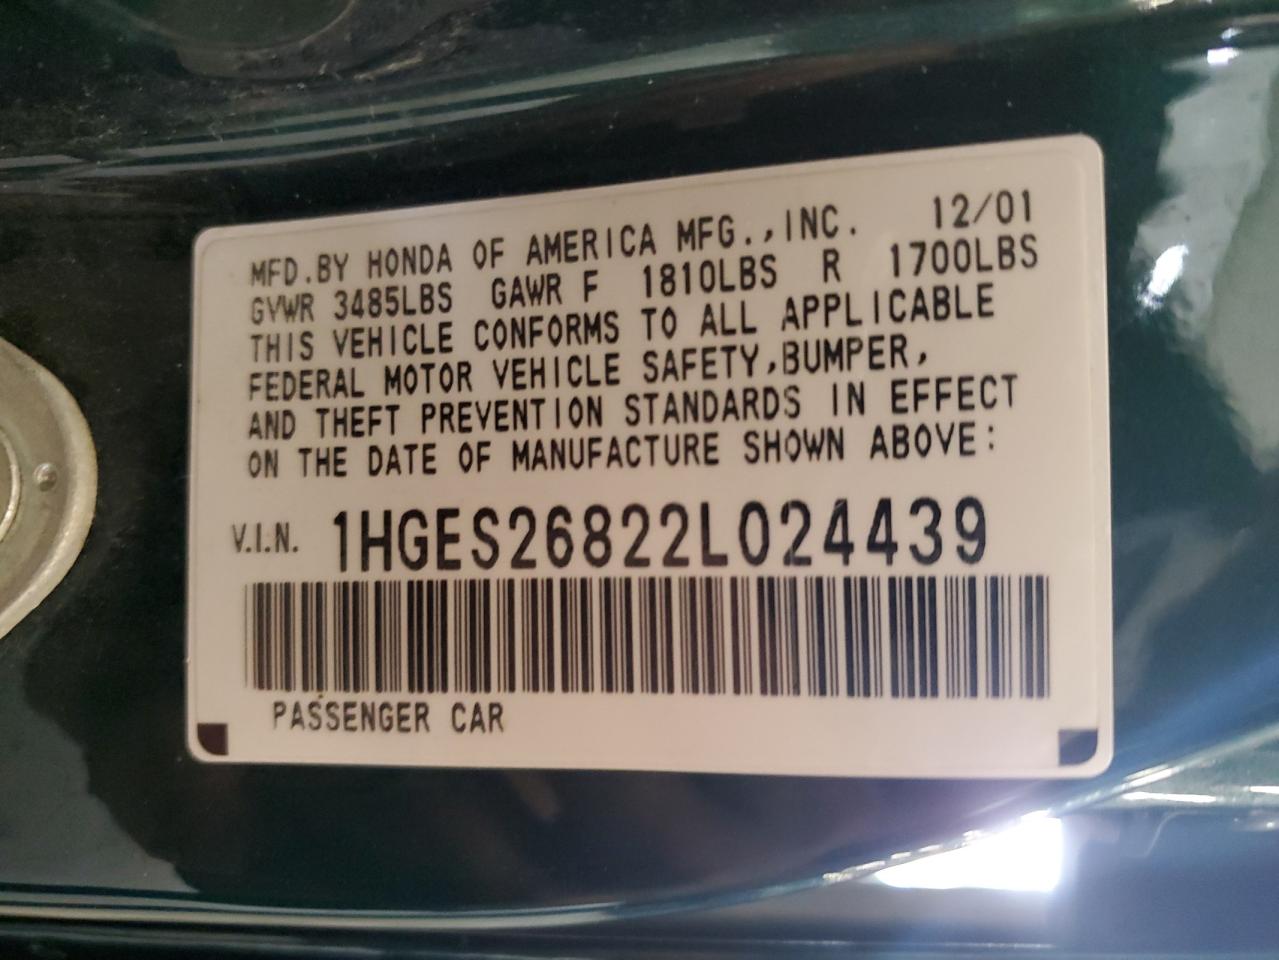 MFD.BY HONDA OF AMERICA MFG.,INC. 12/01
GVWR 3485LBS GAWR F 1810LBS R 1700LBS
THIS VEHICLE CONFORMS TO ALL APPLICABLE
FEDERAL MOTOR VEHICLE SAFETY,BUMPER,
AND THEFT PREVENTION STANDARDS IN EFFECT
ON THE DATE OF MANUFACTURE SHOWN ABOVE:
V.I.N. 1HGES26822L024439
PASSENGER CAR